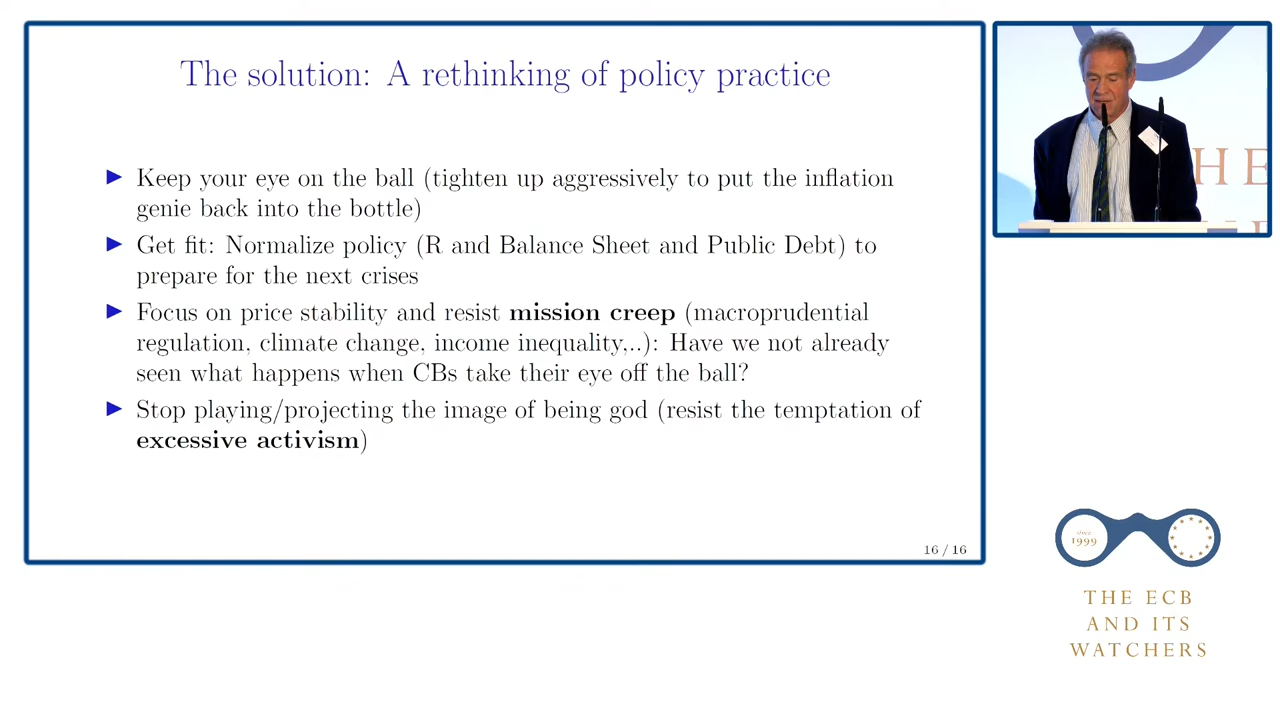 The solution: A rethinking of policy practice
Keep your eye on the ball (tighten up aggressively to put the inflation
genie back into the bottle)
Get fit: Normalize policy (R and Balance Sheet and Public Debt) to
prepare for the next crises
Focus on price stability and resist mission creep (macroprudential
regulation, climate change, income inequality,..): Have we not already
seen what happens when CBs take their eye off the ball?
Stop playing/projecting the image of being god (resist the temptation of
excessive activism)
16 / 16
HE
since
1999
THE ECB
AND ITS
WATCHERS